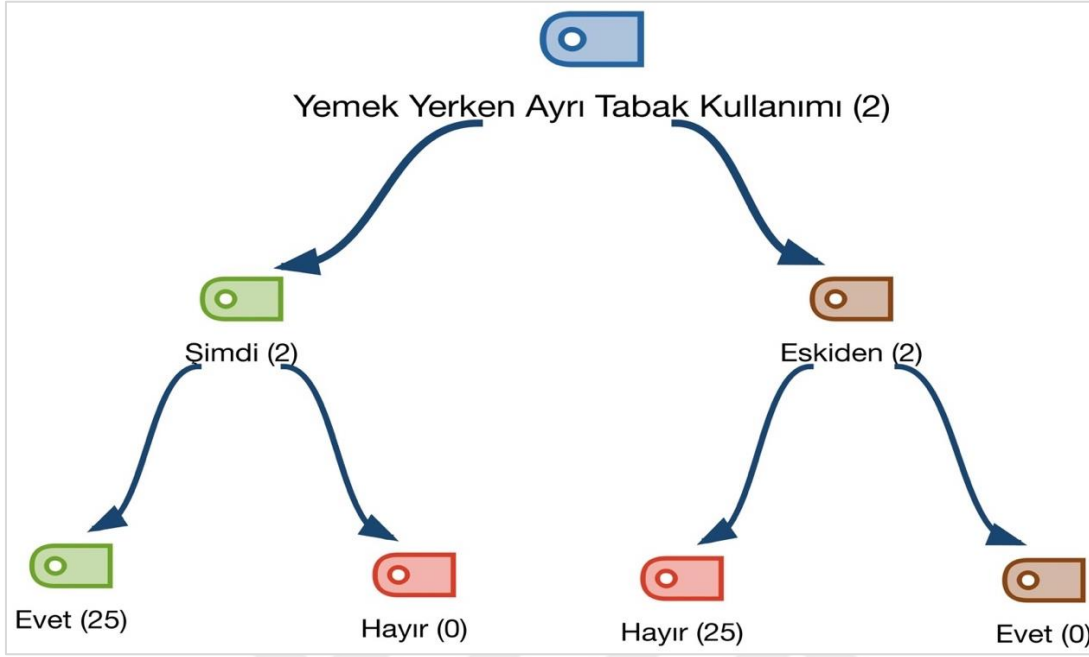 Yemek Yerken Ayrı Tabak Kullanımı (2)
Şimdi (2)
Eskiden (2)
Evet (25)
Hayır (0)
Hayır (25)
Evet (0)